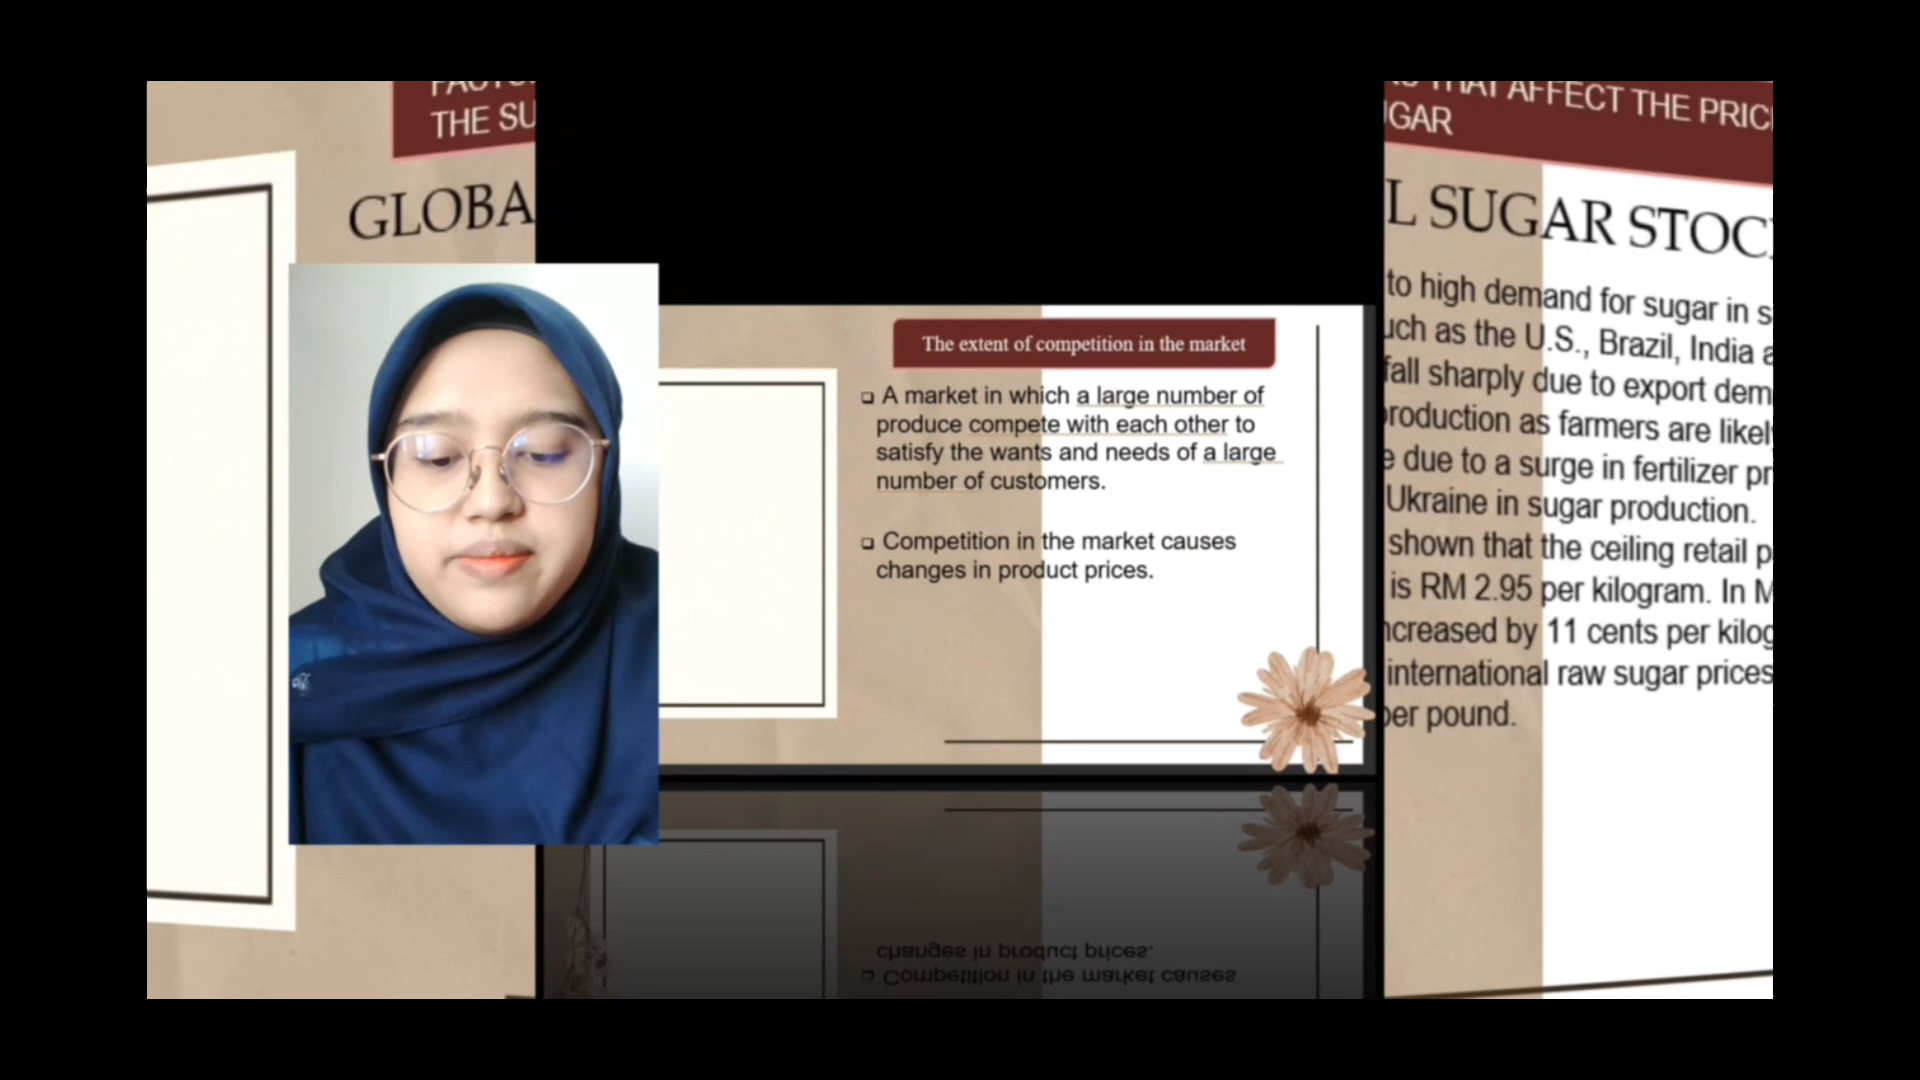 THE SU
GLOBA
The extent of competition in the market
A market in which a large number of
produce compete with each other to
satisfy the wants and needs of a large
number of customers.
Competition in the market causes
changes in product prices.
THAT AFFECT THE PRIC
GAR
L SUGAR STOC
to high demand for sugar in s
uch as the U.S., Brazil, India a
fall sharply due to export dem
production as farmers are likel
e due to a surge in fertilizer pr
Ukraine in sugar production.
shown that the ceiling retail p
is RM 2.95 per kilogram. In M
ncreased by 11 cents per kilog
international raw sugar prices
per pound.
changes in product prices.
Competition in the market causes